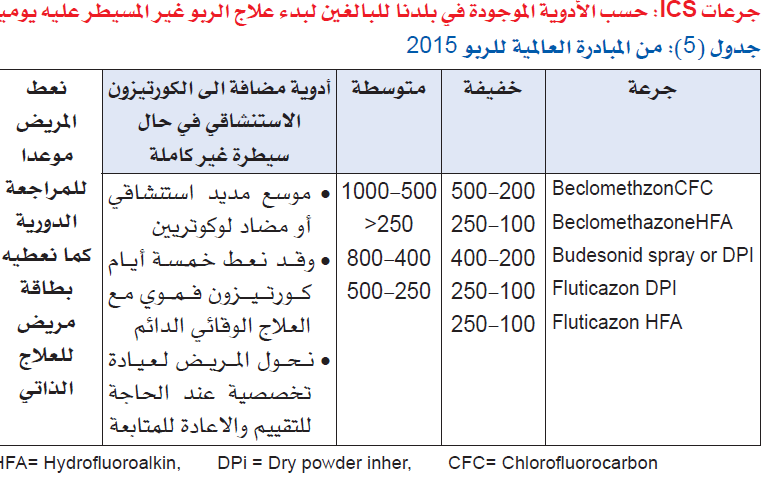 جرعات ICS: حسب الأدوية الموجودة في بلدنا للبالغين لبدء علاج الربو غير المسيطر عليه يوميا
جدول (5): من المبادرة العالمية للربو 2015
جرعة
خفيفة
متوسطة
أدوية مضافة الى الكورتيزون
الاستنشاقي في حال
سيطرة غير كاملة
BeclomethzonCFC
500–200
1000–500
BeclomethazoneHFA
250–100
>250
Budesonid spray or DPI
400–200
800–400
Fluticazon DPI
250–100
500–250
Fluticazon HFA
250–100
• موسع مديد استنشاقي
أو مضاد لوكوتريين
• وقد نعط خمسة أيام
كورتيزون فموي مع
العلاج الوقائي الدائم
• نحول المريض لعيادة
تخصصية عند الحاجة
للتقييم والاعادة للمتابعة
نعط
المريض
موعدا
للمراجعة
الدورية
كما نعطيه
بطاقة
مريض
للعلاج
الذاتي
HFA= Hydrofluoroalkin, DPi = Dry powder inher, CFC= Chlorofluorocarbon